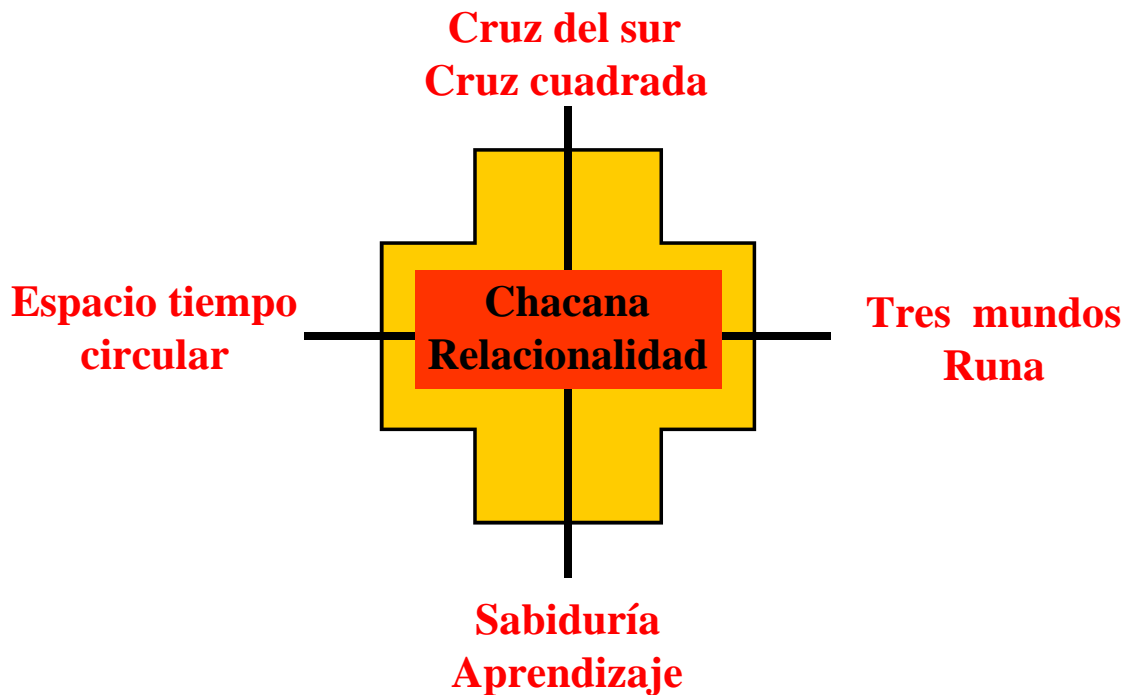 Cruz del sur
Cruz cuadrada
Espacio tiempo
circular
Chacana
Relacionalidad
Tres mundos
Runa
Sabiduría
Aprendizaje